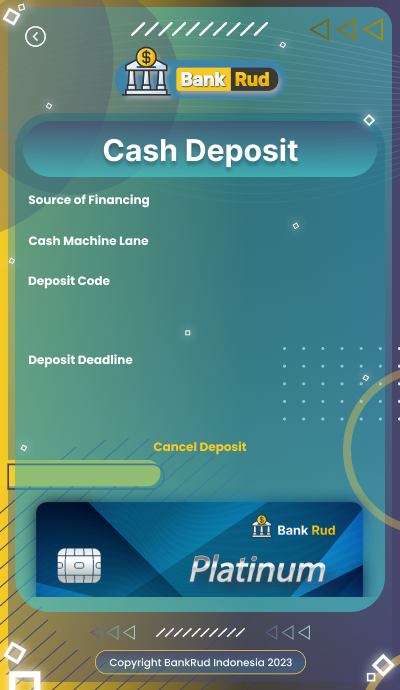 $
Bank Rud
Cash Deposit
Source of Financing
Cash Machine Lane
Deposit Code
Deposit Deadline
Cancel Deposit
$
Bank Rud
Platinum
Copyright BankRud Indonesia 2023